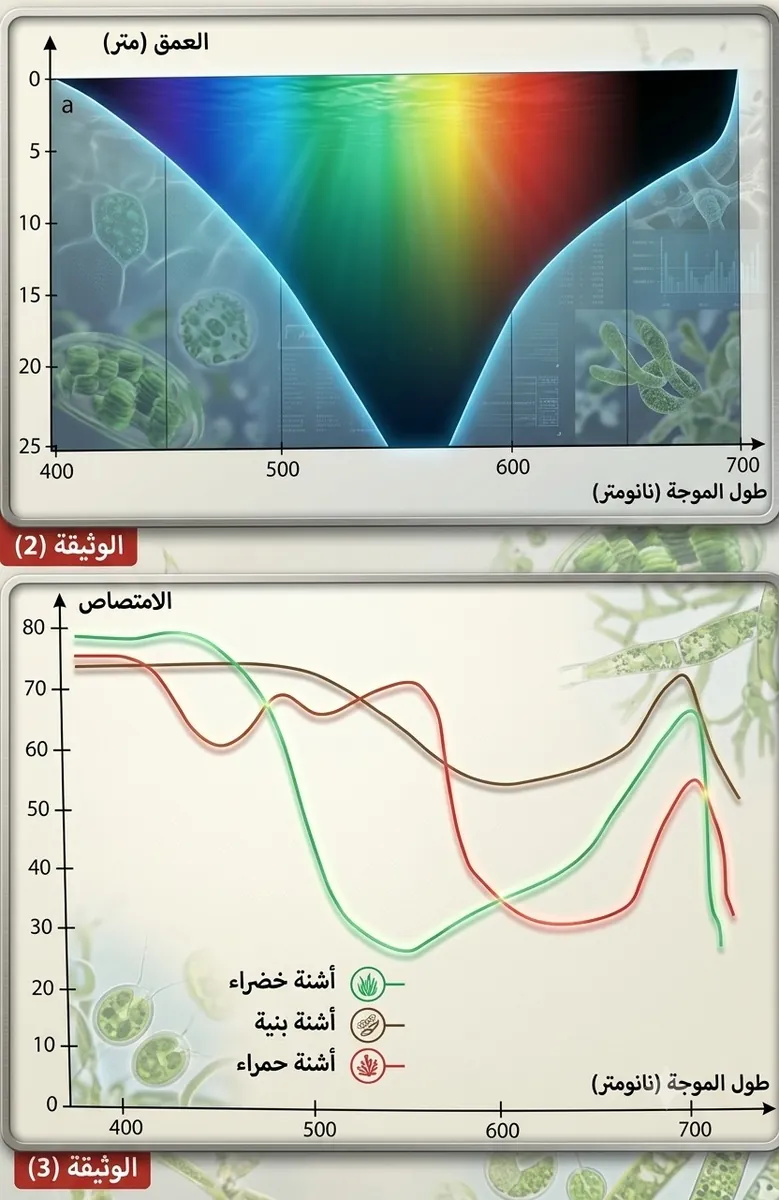 العمق (متر)
0
a
5
10
15
20
25
400
500
600
700
طول الموجة (نانومتر)
الوثيقة (2)
الامتصاص
80
70
60
50
40
30
20
10
0
أشنة خضراء
أشنة بنية
أشنة حمراء
طول الموجة (نانومتر)
400
500
600
700
الوثيقة (3)